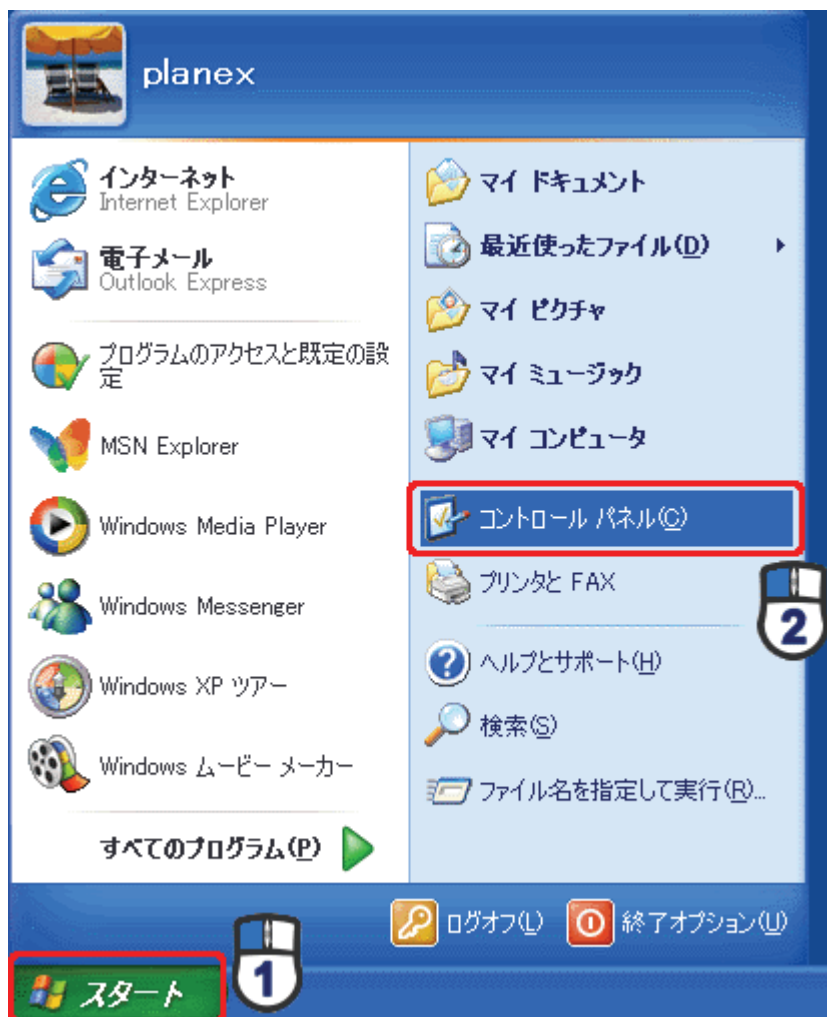 planex
インターネット
Internet Explorer
電子メール
Outlook Express
プログラムのアクセスと既定の設
定
MSN Explorer
Windows Media Player
Windows Messenger
Windows XP ツアー
Windows ムービー メーカー
すべてのプログラム(P)
マイ ドキュメント
最近使ったファイル(D)
マイ ピクチャ
マイ ミュージック
マイ コンピュータ
コントロール パネル(C)
2
プリンタと FAX
ヘルプとサポート(H)
検索(S)
ファイル名を指定して実行(R)...
ログオフ(L)
終了オプション(U)
スタート
1